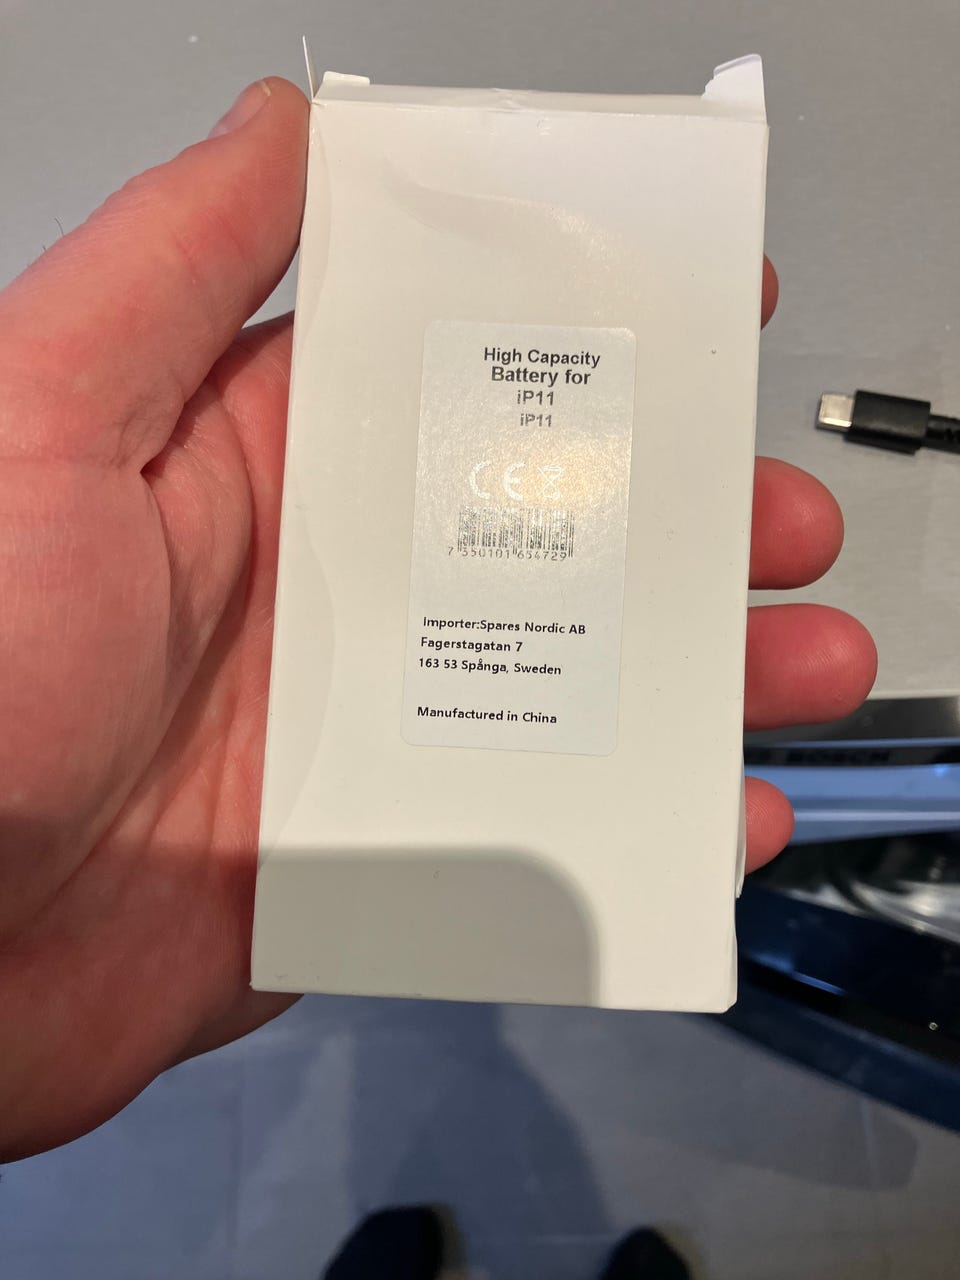 High Capacity
Battery for
iP11
iP11
CE
7 350101 654729
Importer:Spares Nordic AB
Fagerstagatan 7
163 53 Spånga, Sweden
Manufactured in China